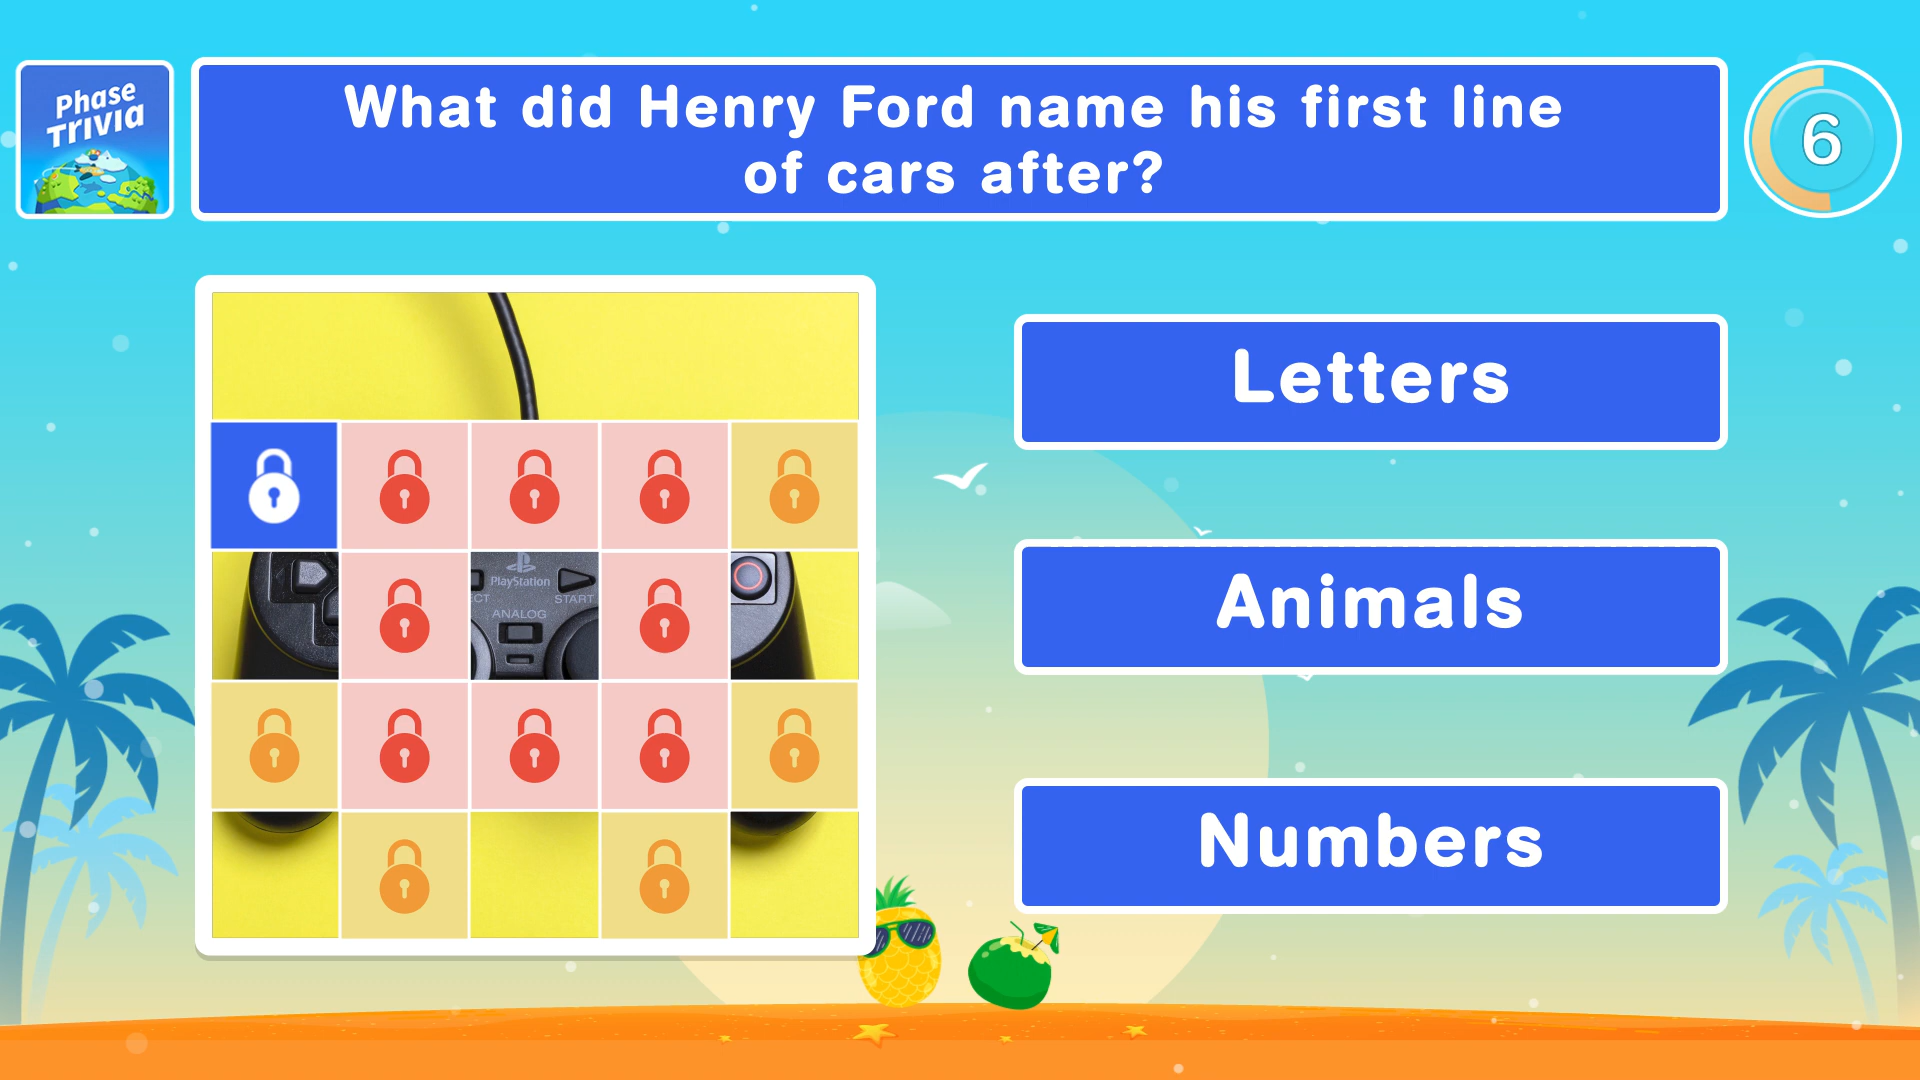 Phase
Trivia
What did Henry Ford name his first line
of cars after?
6
Letters
Animals
Numbers
PlayStation
CT
START
ANALOG